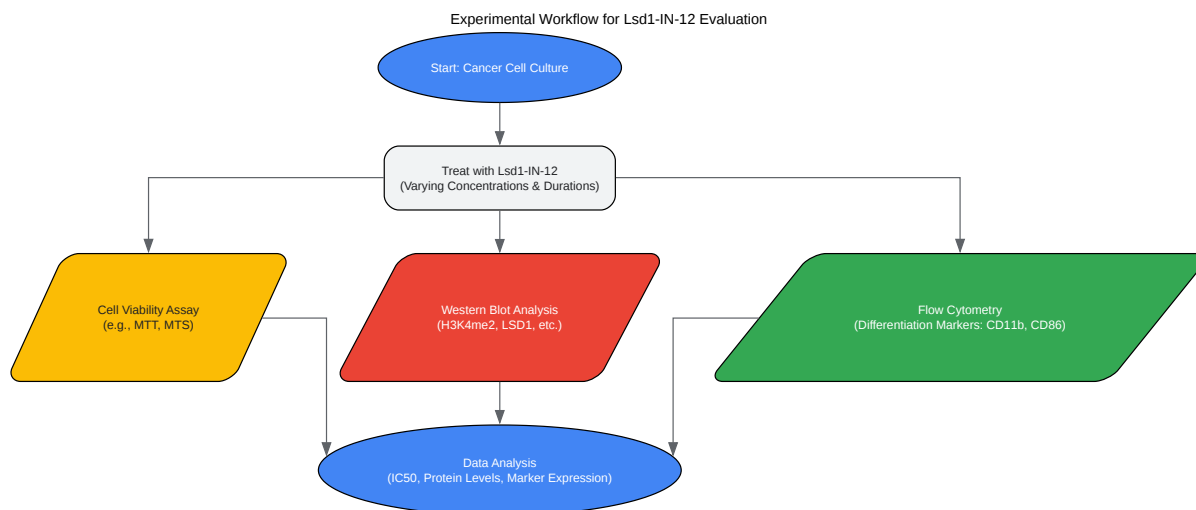 Experimental Workflow for Lsd1-IN-12 Evaluation
Start: Cancer Cell Culture
Treat with Lsd1-IN-12
(Varying Concentrations & Durations)
Cell Viability Assay
(e.g., MTT, MTS)
Western Blot Analysis
(H3K4me2, LSD1, etc.)
Flow Cytometry
(Differentiation Markers: CD11b, CD86)
Data Analysis
(IC50, Protein Levels, Marker Expression)